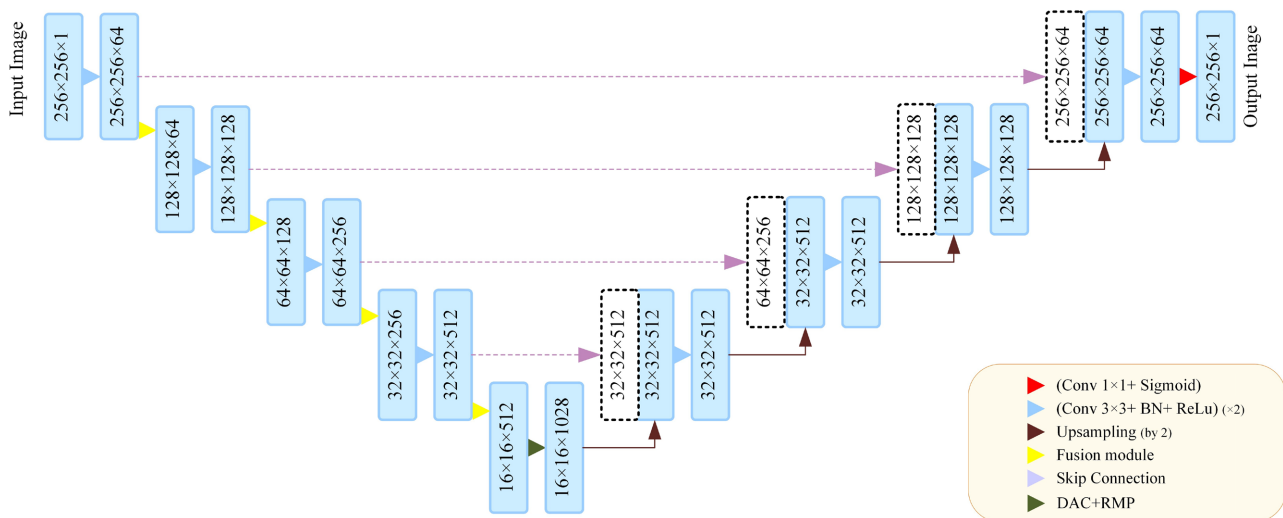 Input Image
256×256×1
256×256×64
128×128×64
128×128×128
64×64×128
64×64×256
32×32×256
32×32×512
16×16×512
16×16×1028
32×32×512
32×32×512
32×32×512
64×64×256
32×32×512
32×32×512
128×128×128
128×128×128
128×128×128
256×256×64
256×256×64
256×256×64
256×256×1
Output Image
(Conv 1×1+ Sigmoid)
(Conv 3×3+ BN+ ReLu) (×2)
Upsampling (by 2)
Fusion module
Skip Connection
DAC+RMP